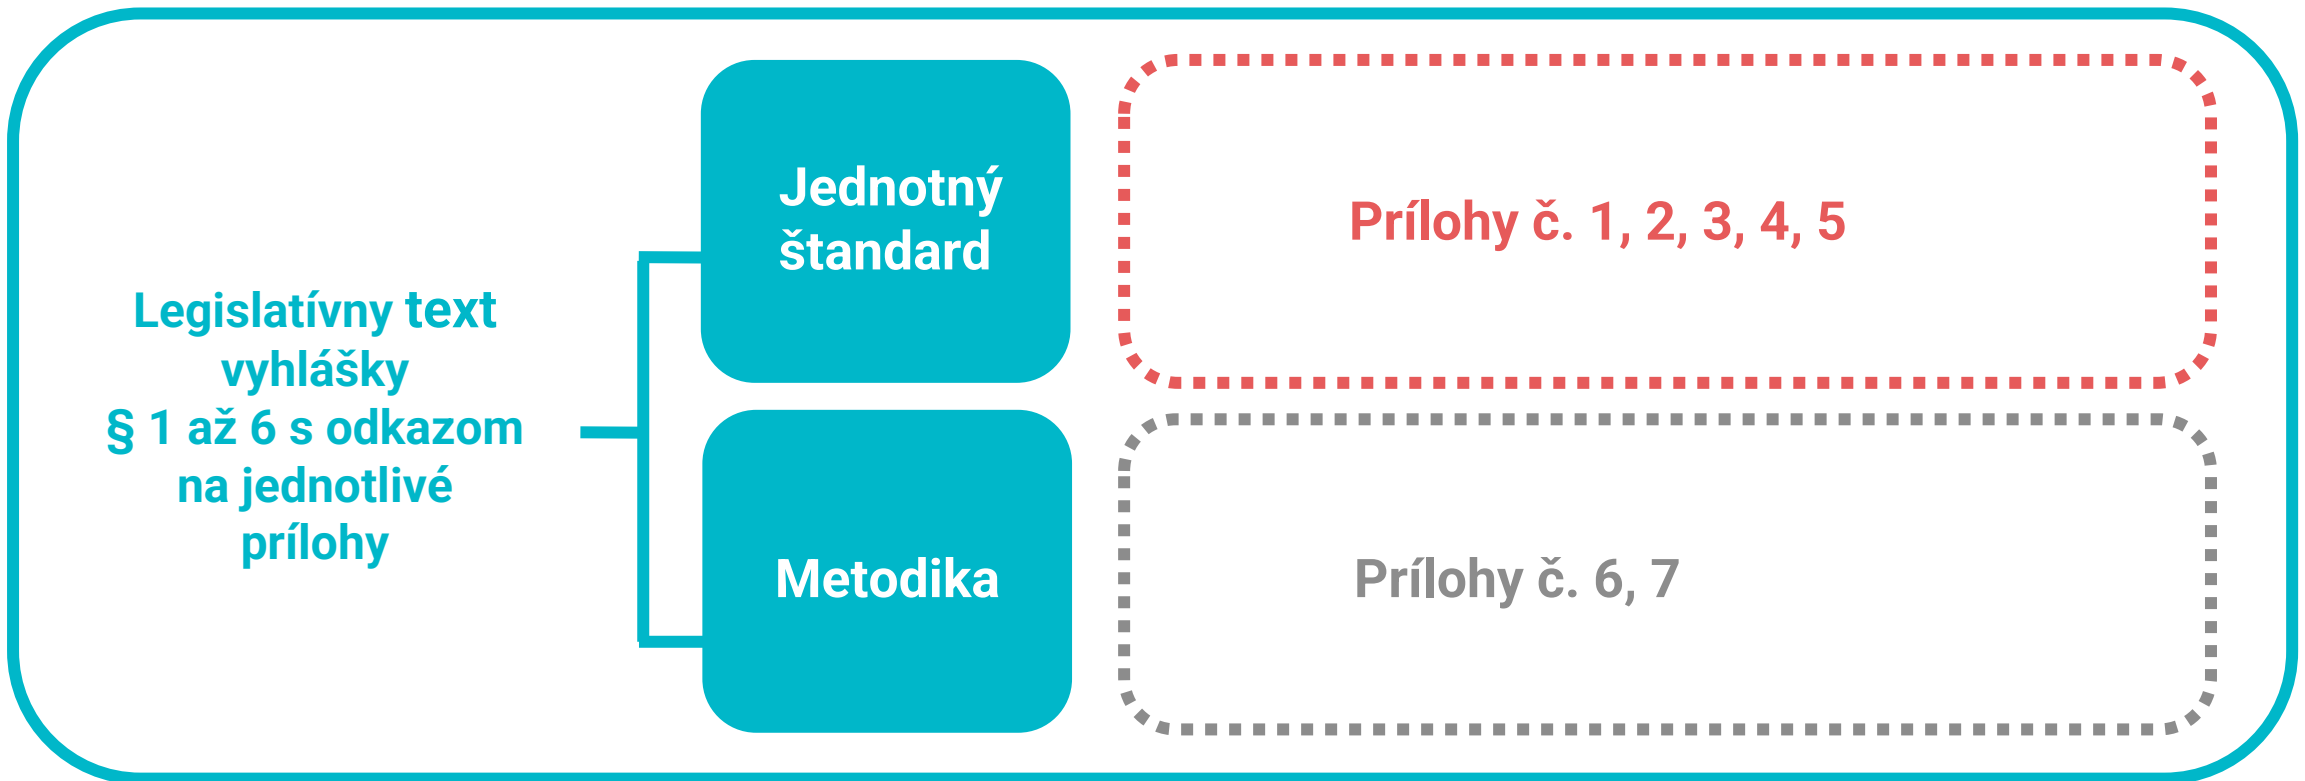 Legislatívny text
vyhlášky
§ 1 až 6 s odkazom
na jednotlivé
prílohy
Jednotný
štandard
Prílohy č. 1, 2, 3, 4, 5
Metodika
Prílohy č. 6, 7